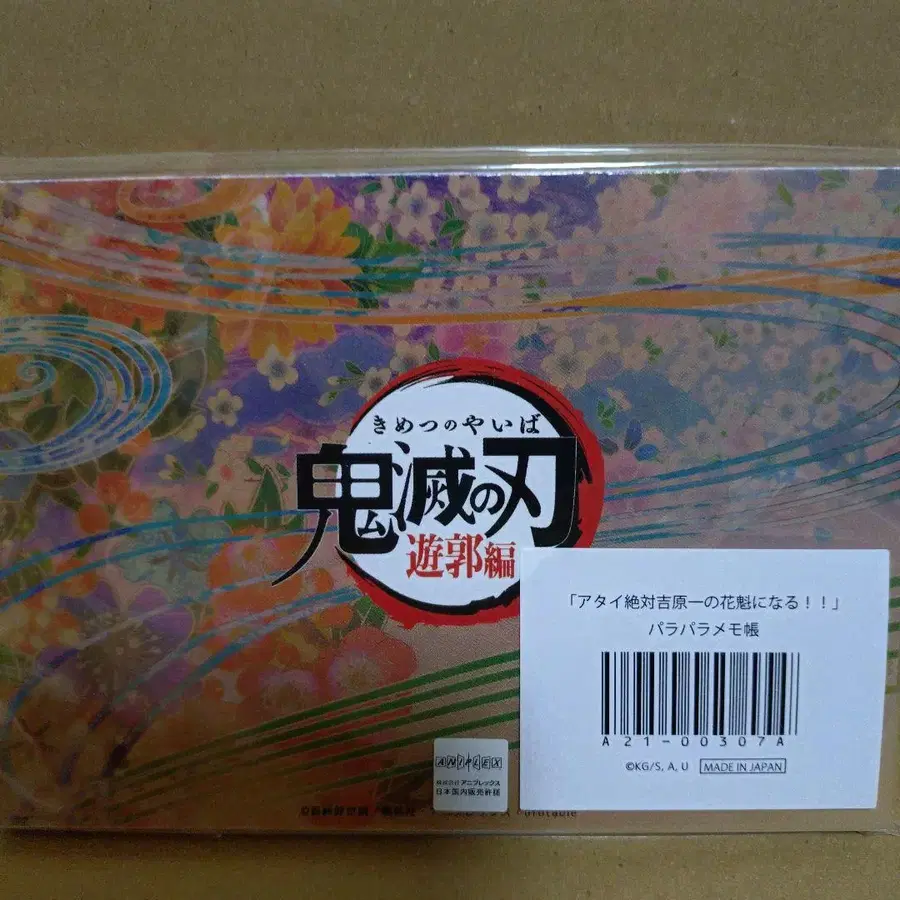 きめつのやいば
鬼滅の刃
遊郭編
「アタイ絶対吉原一の花魁になる！！」
パラパラメモ帳
A21-00307A
©KG/S, A, U MADE IN JAPAN
ANIPLEX
株式会社アニプレックス
日本国内販売許諾